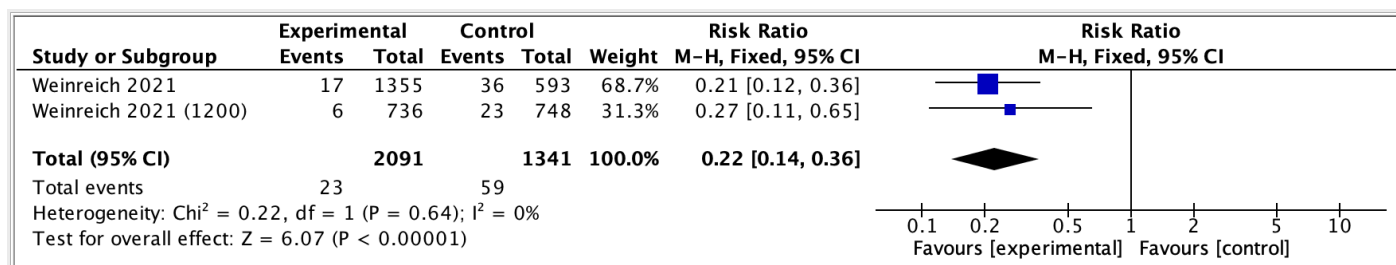 Experimental Control Risk Ratio Risk Ratio
Study or Subgroup Events Total Events Total Weight M-H, Fixed, 95% CI M-H, Fixed, 95% CI
Weinreich 2021 17 1355 36 593 68.7% 0.21 [0.12, 0.36]
Weinreich 2021 (1200) 6 736 23 748 31.3% 0.27 [0.11, 0.65]
Total (95% CI) 2091 1341 100.0% 0.22 [0.14, 0.36]
Total events 23 59
Heterogeneity: Chi² = 0.22, df = 1 (P = 0.64); I² = 0%
Test for overall effect: Z = 6.07 (P < 0.00001)
0.1 0.2 0.5 1 2 5 10
Favours [experimental] Favours [control]